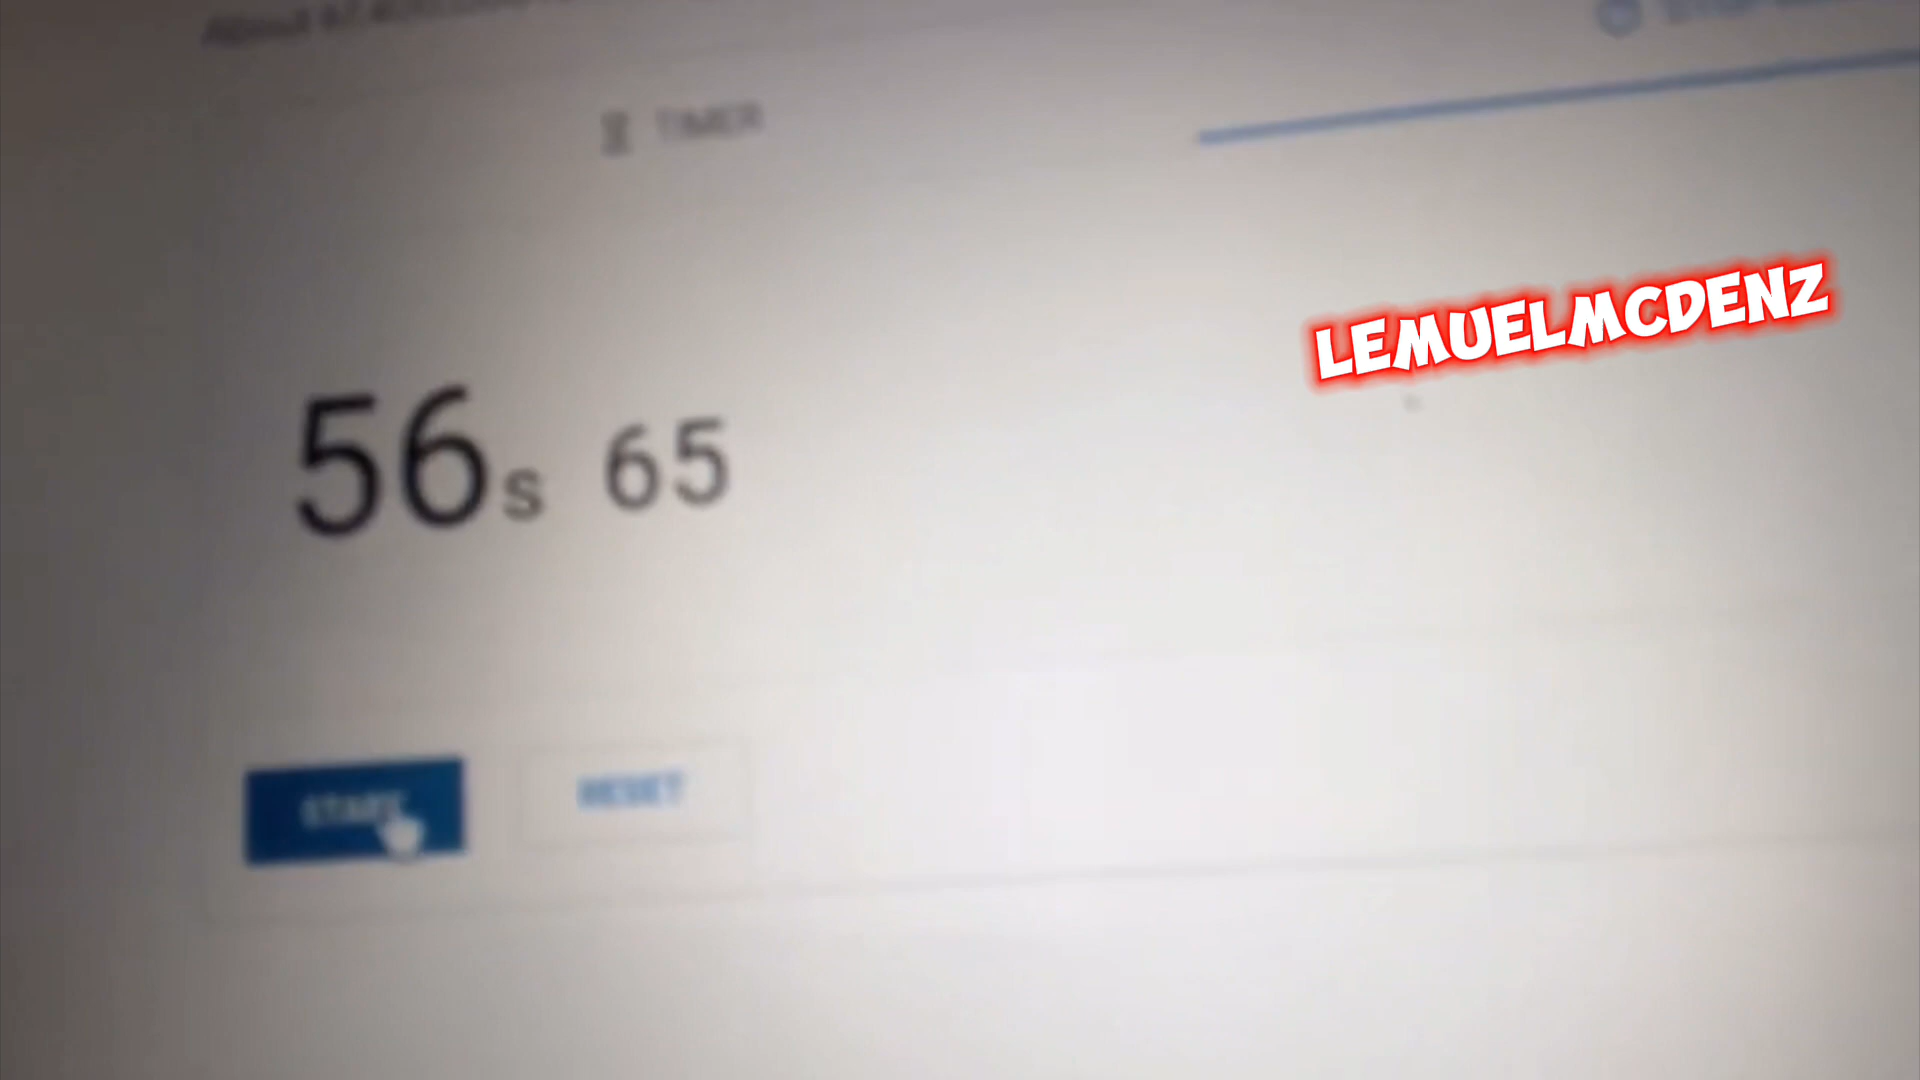 TIMER
LEMUELMCDENZ
56s 65
START
RESET